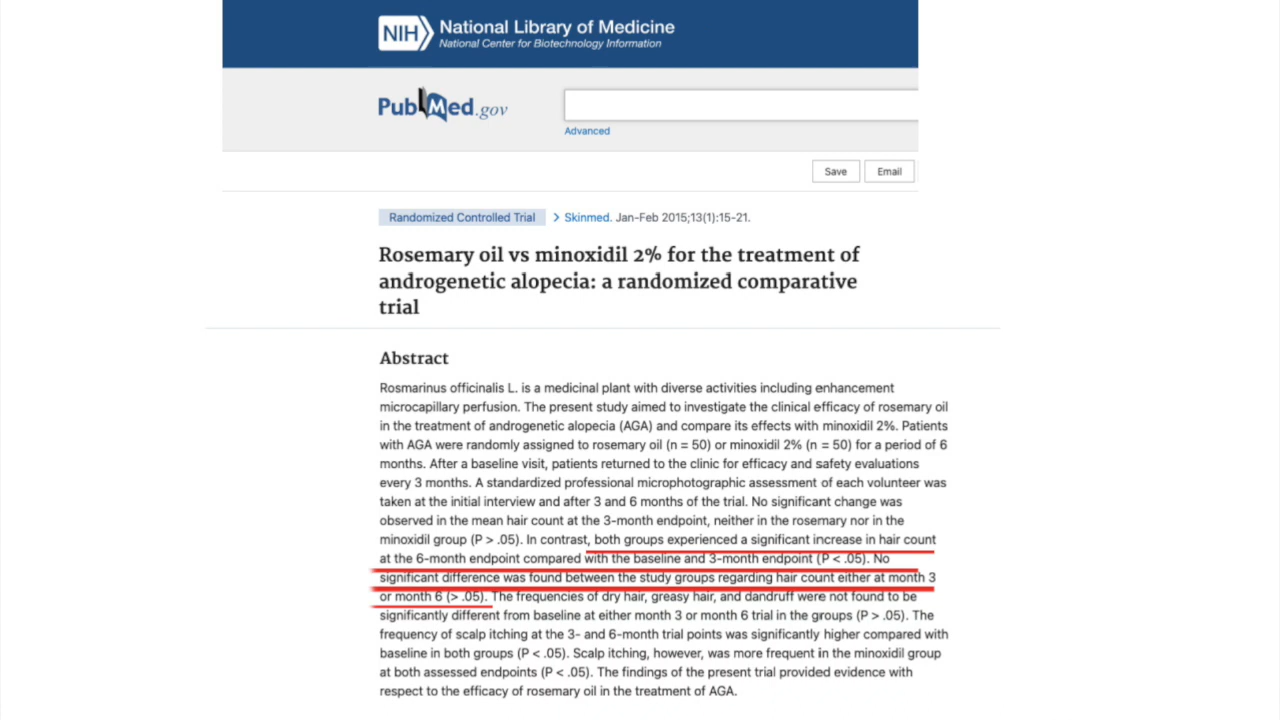 NIH National Library of Medicine
National Center for Biotechnology Information
PubMed.gov
Advanced
Save Email
Randomized Controlled Trial > Skinmed. Jan-Feb 2015;13(1):15-21.
Rosemary oil vs minoxidil 2% for the treatment of
androgenetic alopecia: a randomized comparative
trial
Abstract
Rosmarinus officinalis L. is a medicinal plant with diverse activities including enhancement
microcapillary perfusion. The present study aimed to investigate the clinical efficacy of rosemary oil
in the treatment of androgenetic alopecia (AGA) and compare its effects with minoxidil 2%. Patients
with AGA were randomly assigned to rosemary oil (n = 50) or minoxidil 2% (n = 50) for a period of 6
months. After a baseline visit, patients returned to the clinic for efficacy and safety evaluations
every 3 months. A standardized professional microphotographic assessment of each volunteer was
taken at the initial interview and after 3 and 6 months of the trial. No significant change was
observed in the mean hair count at the 3-month endpoint, neither in the rosemary nor in the
minoxidil group (P > .05). In contrast, both groups experienced a significant increase in hair count
at the 6-month endpoint compared with the baseline and 3-month endpoint (P < .05). No
significant difference was found between the study groups regarding hair count either at month 3
or month 6 (> .05). The frequencies of dry hair, greasy hair, and dandruff were not found to be
significantly different from baseline at either month 3 or month 6 trial in the groups (P > .05). The
frequency of scalp itching at the 3- and 6-month trial points was significantly higher compared with
baseline in both groups (P < .05). Scalp itching, however, was more frequent in the minoxidil group
at both assessed endpoints (P < .05). The findings of the present trial provided evidence with
respect to the efficacy of rosemary oil in the treatment of AGA.